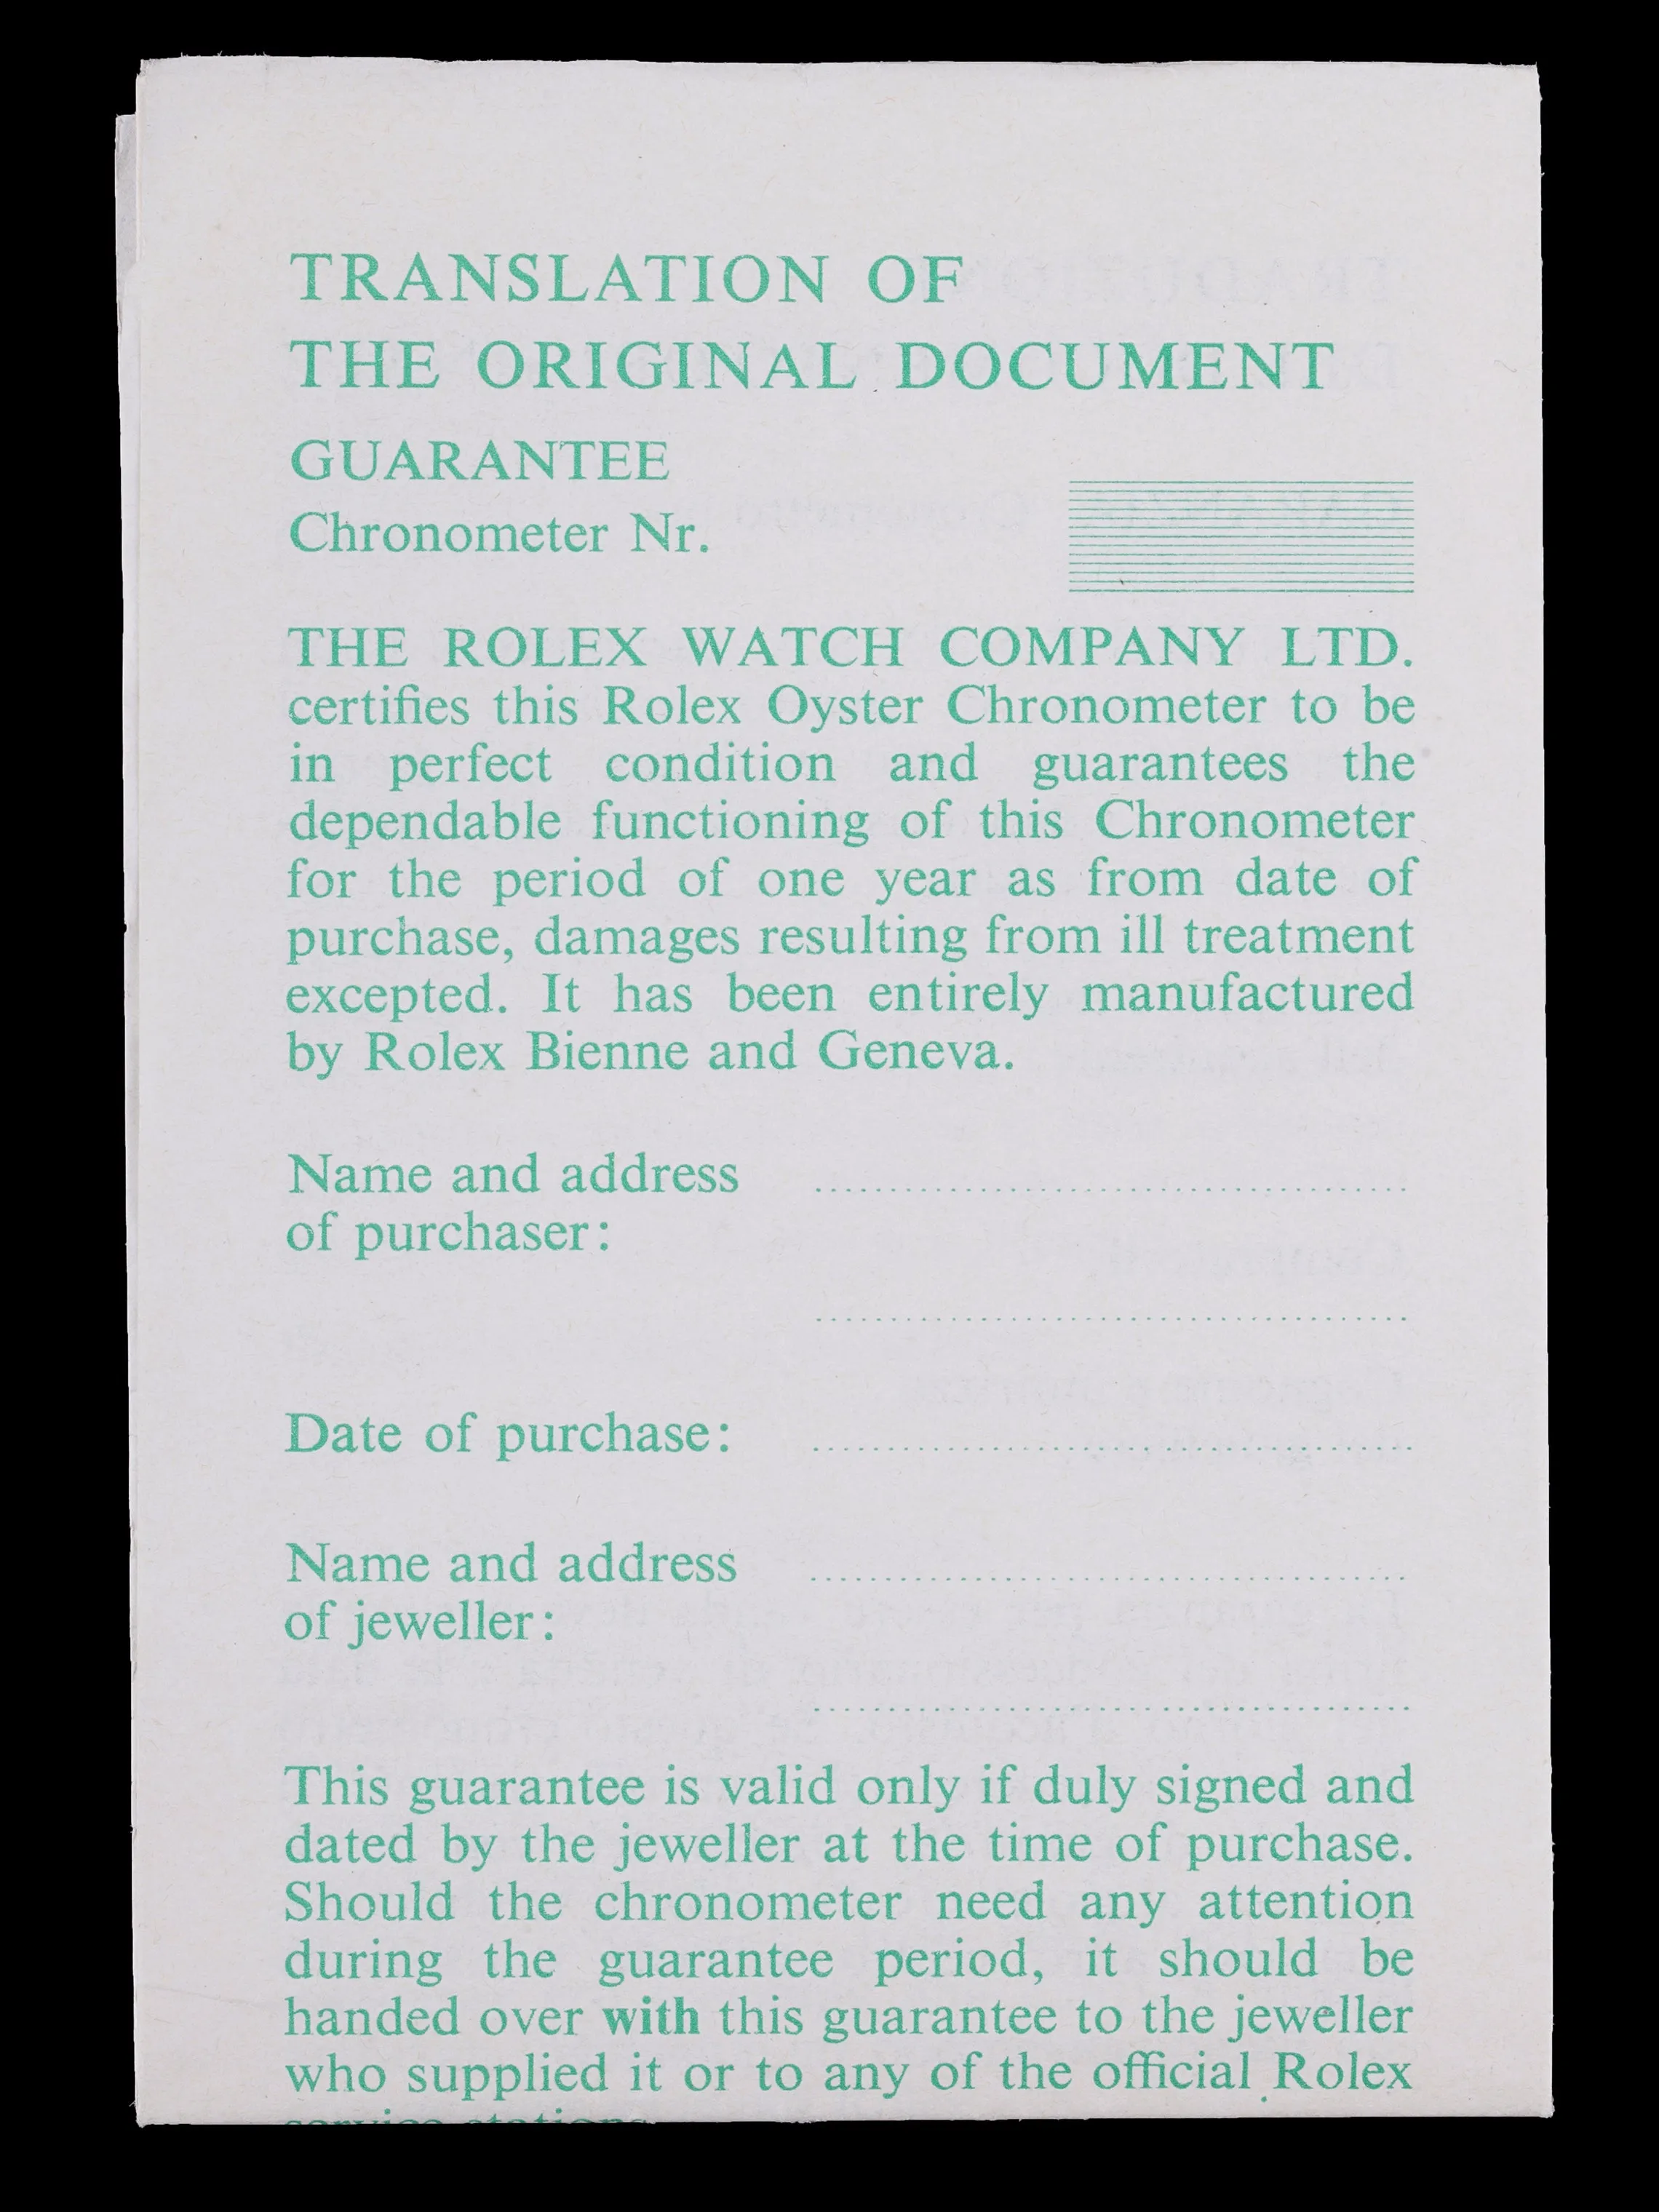 TRANSLATION OF
THE ORIGINAL DOCUMENT
GUARANTEE
Chronometer Nr.
THE ROLEX WATCH COMPANY LTD.
certifies this Rolex Oyster Chronometer to be
in perfect condition and guarantees the
dependable functioning of this Chronometer
for the period of one year as from date of
purchase, damages resulting from ill treatment
excepted. It has been entirely manufactured
by Rolex Bienne and Geneva.
Name and address
of purchaser:
Date of purchase:
Name and address
of jeweller:
This guarantee is valid only if duly signed and
dated by the jeweller at the time of purchase.
Should the chronometer need any attention
during the guarantee period, it should be
handed over with this guarantee to the jeweller
who supplied it or to any of the official Rolex
service stations